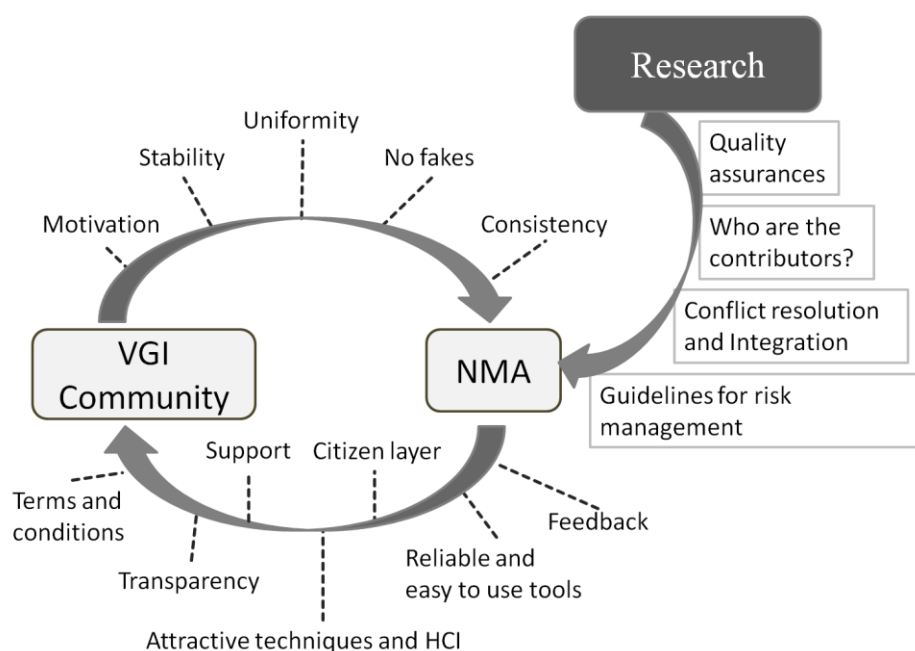 Research
Uniformity
Stability
No fakes
Motivation
Consistency
Quality
assurances
Who are the
contributors?
Conflict resolution
and Integration
Guidelines for risk
management
VGI
Community
NMA
Support
Citizen layer
Terms and
conditions
Feedback
Transparency
Reliable and
easy to use tools
Attractive techniques and HCI